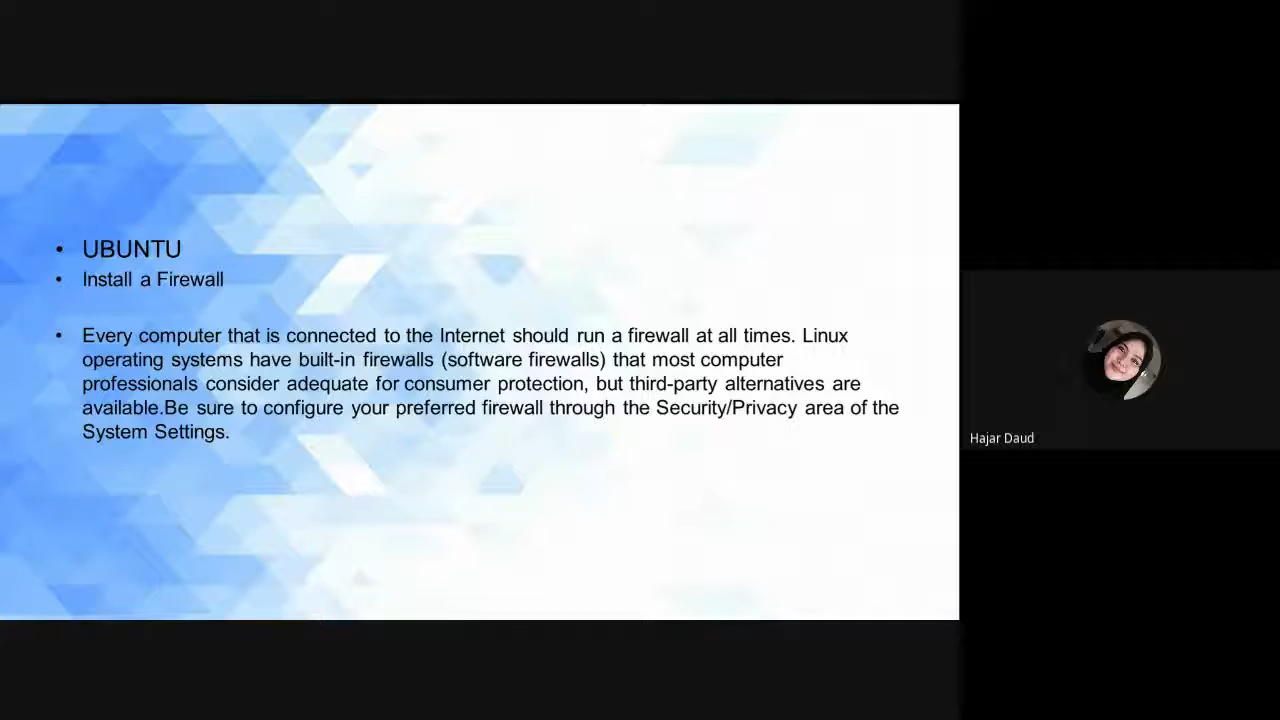 • UBUNTU
• Install a Firewall
• Every computer that is connected to the Internet should run a firewall at all times. Linux
operating systems have built-in firewalls (software firewalls) that most computer
professionals consider adequate for consumer protection, but third-party alternatives are
available.Be sure to configure your preferred firewall through the Security/Privacy area of the
System Settings.
Hajar Daud